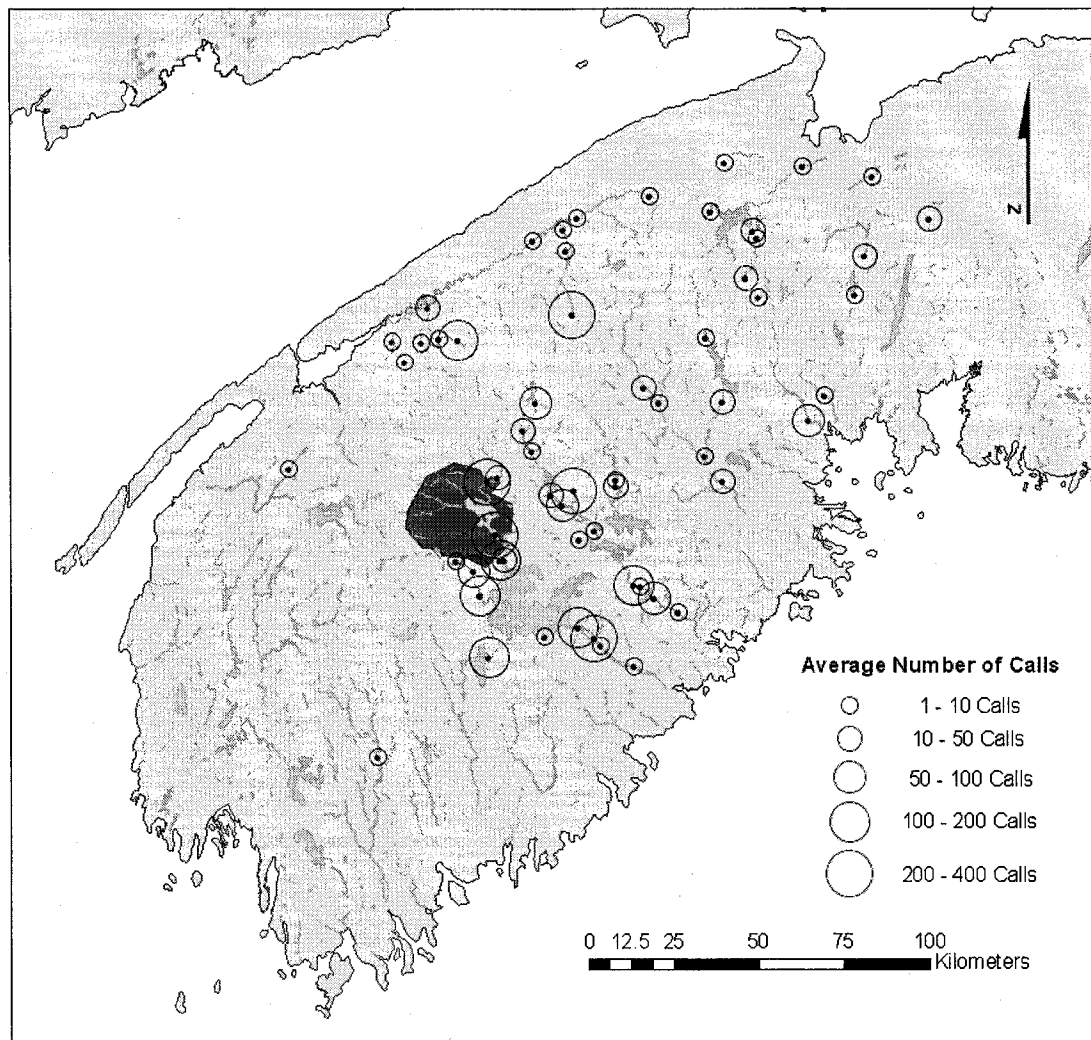 N
Average Number of Calls
1 - 10 Calls
10 - 50 Calls
50 - 100 Calls
100 - 200 Calls
200 - 400 Calls
0 12.5 25 50 75 100
Kilometers